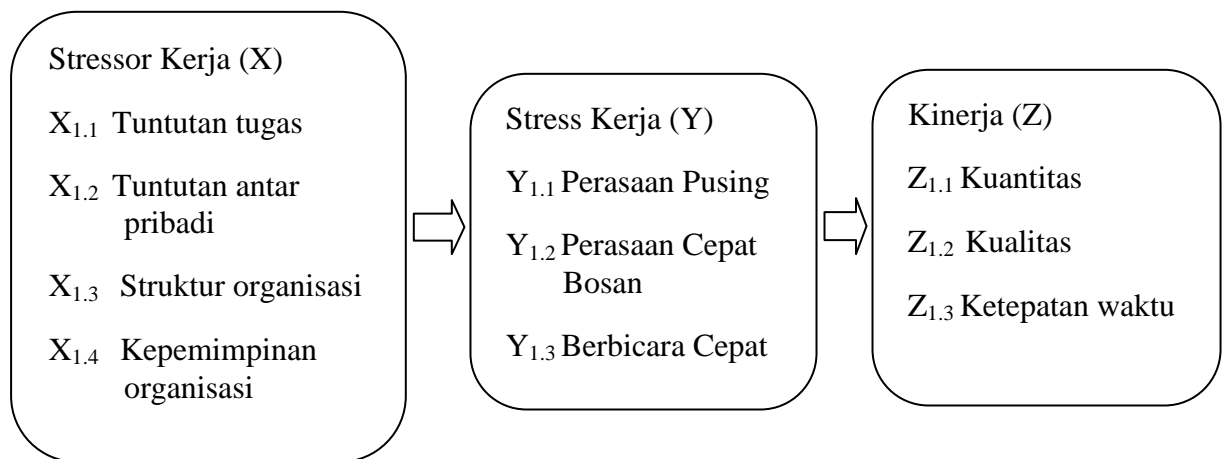 Stressor Kerja (X)
X1.1 Tuntutan tugas
X1.2 Tuntutan antar
pribadi
X1.3 Struktur organisasi
X1.4 Kepemimpinan
organisasi
Stress Kerja (Y)
Y1.1 Perasaan Pusing
Y1.2 Perasaan Cepat
Bosan
Y1.3 Berbicara Cepat
Kinerja (Z)
Z1.1 Kuantitas
Z1.2 Kualitas
Z1.3 Ketepatan waktu